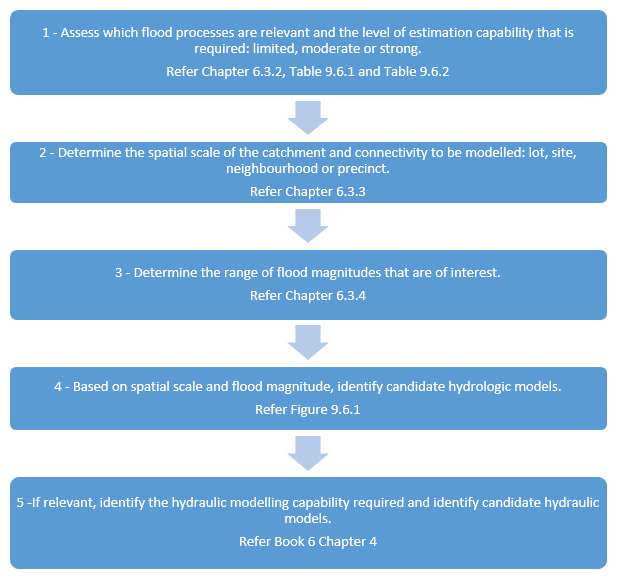 1 - Assess which flood processes are relevant and the level of estimation capability that is
required: limited, moderate or strong.
Refer Chapter 6.3.2, Table 9.6.1 and Table 9.6.2
2 - Determine the spatial scale of the catchment and connectivity to be modelled: lot, site,
neighbourhood or precinct.
Refer Chapter 6.3.3
3 - Determine the range of flood magnitudes that are of interest.
Refer Chapter 6.3.4
4 - Based on spatial scale and flood magnitude, identify candidate hydrologic models.
Refer Figure 9.6.1
5 -If relevant, identify the hydraulic modelling capability required and identify candidate hydraulic
models.
Refer Book 6 Chapter 4